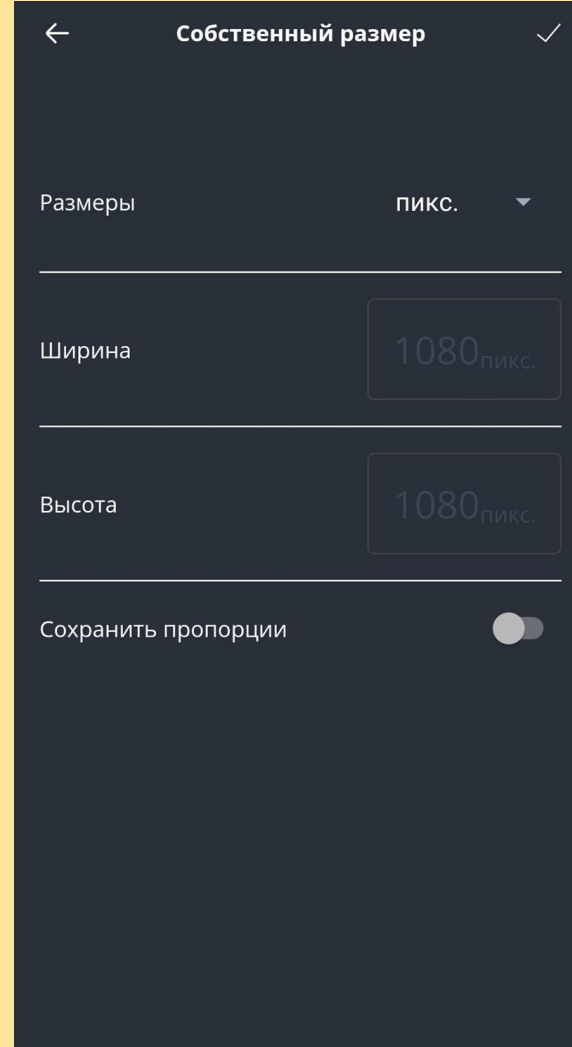 Собственный размер
Размеры пикс.
Ширина 1080пикс.
Высота 1080пикс.
Сохранить пропорции